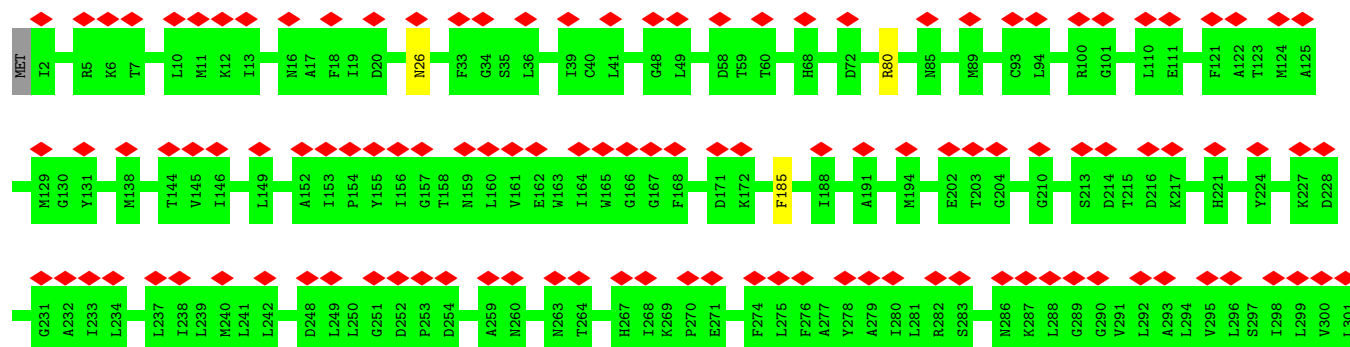 MET I2 R5 K6 T7 L10 M11 K12 I13 N16 A17 F18 I19 D20 N26 F33 G34 S35 L36 I39 C40 L41 G48 L49 D58 T59 T60 H68 D72 R80 N85 M89 C93 L94 R100 G101 L110 E111 F121 A122 T123 M124 A125
M129 G130 Y131 M138 T144 V145 I146 L149 A152 I153 P154 Y155 I156 G157 T158 N159 L160 V161 E162 W163 I164 W165 G166 G167 F168 D171 K172 F185 I188 A191 M194 E202 T203 G204 G210 S213 D214 T215 D216 K217 H221 Y224 K227 D228
G231 A232 I233 L234 L237 I238 L239 M240 L241 L242 D248 L249 L250 G251 D252 P253 D254 A259 N260 N263 T264 H267 I268 K269 P270 E271 F274 L275 F276 A277 Y278 A279 I280 L281 R282 S283 N286 K287 L288 G289 G290 V291 L292 A293 L294 V295 L296 S297 I298 L299 V300 L301